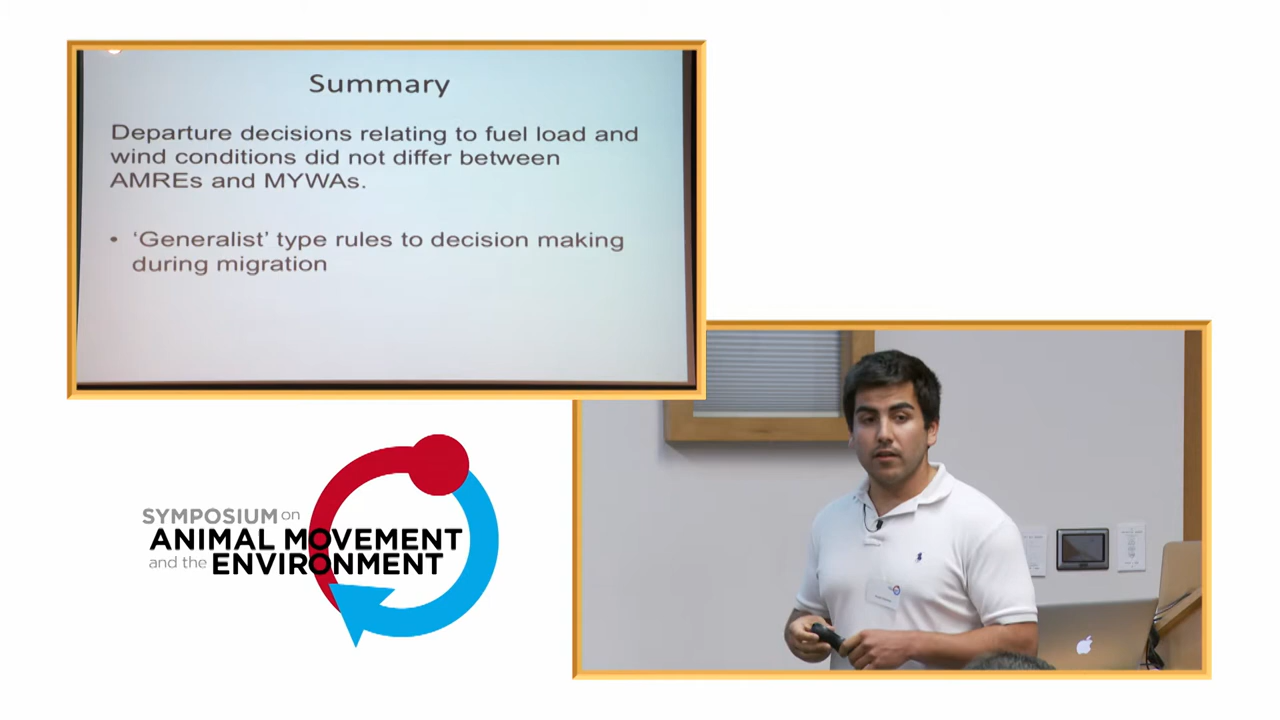 Summary
Departure decisions relating to fuel load and
wind conditions did not differ between
AMREs and MYWAs.
• ‘Generalist’ type rules to decision making
during migration
SYMPOSIUM on
ANIMAL MOVEMENT
and the ENVIRONMENT